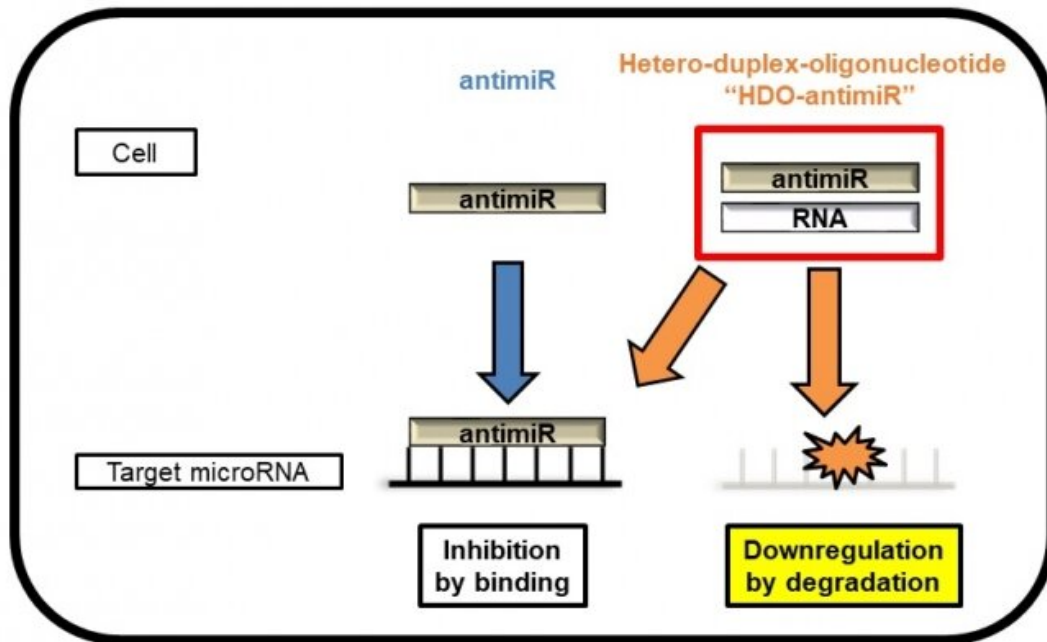 antimiR
Hetero-duplex-oligonucleotide
“HDO-antimiR”
Cell
antimiR
antimiR
RNA
antimiR
Target microRNA
Inhibition
by binding
Downregulation
by degradation